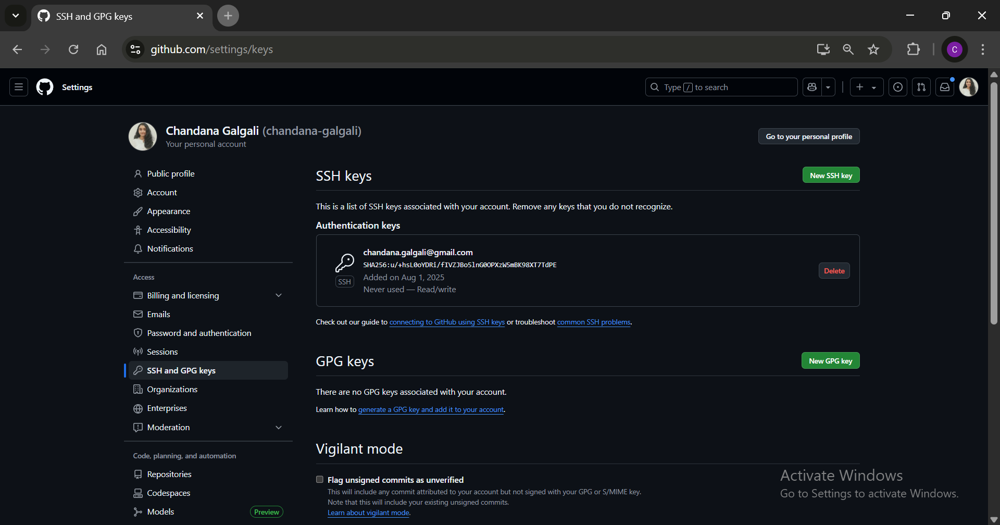 SSH and GPG keys
github.com/settings/keys
C
Settings
Type / to search
Chandana Galgali (chandana-galgali)
Your personal account
Go to your personal profile
Public profile
Account
Appearance
Accessibility
Notifications
Access
Billing and licensing
Emails
Password and authentication
Sessions
SSH and GPG keys
Organizations
Enterprises
Moderation
Code, planning, and automation
Repositories
Codespaces
Models
Preview
SSH keys
New SSH key
This is a list of SSH keys associated with your account. Remove any keys that you do not recognize.
Authentication keys
chandana.galgali@gmail.com
SHA256:u/+hsL0oYDRi/fIVZJBo5lnG0OPXzW5mBK98XT7TdPE
SSH
Added on Aug 1, 2025
Never used — Read/write
Delete
Check out our guide to connecting to GitHub using SSH keys or troubleshoot common SSH problems.
GPG keys
New GPG key
There are no GPG keys associated with your account.
Learn how to generate a GPG key and add it to your account.
Vigilant mode
Flag unsigned commits as unverified
This will include any commit attributed to your account but not signed with your GPG or S/MIME key.
Note that this will include your existing unsigned commits.
Learn about vigilant mode.
Activate Windows
Go to Settings to activate Windows.